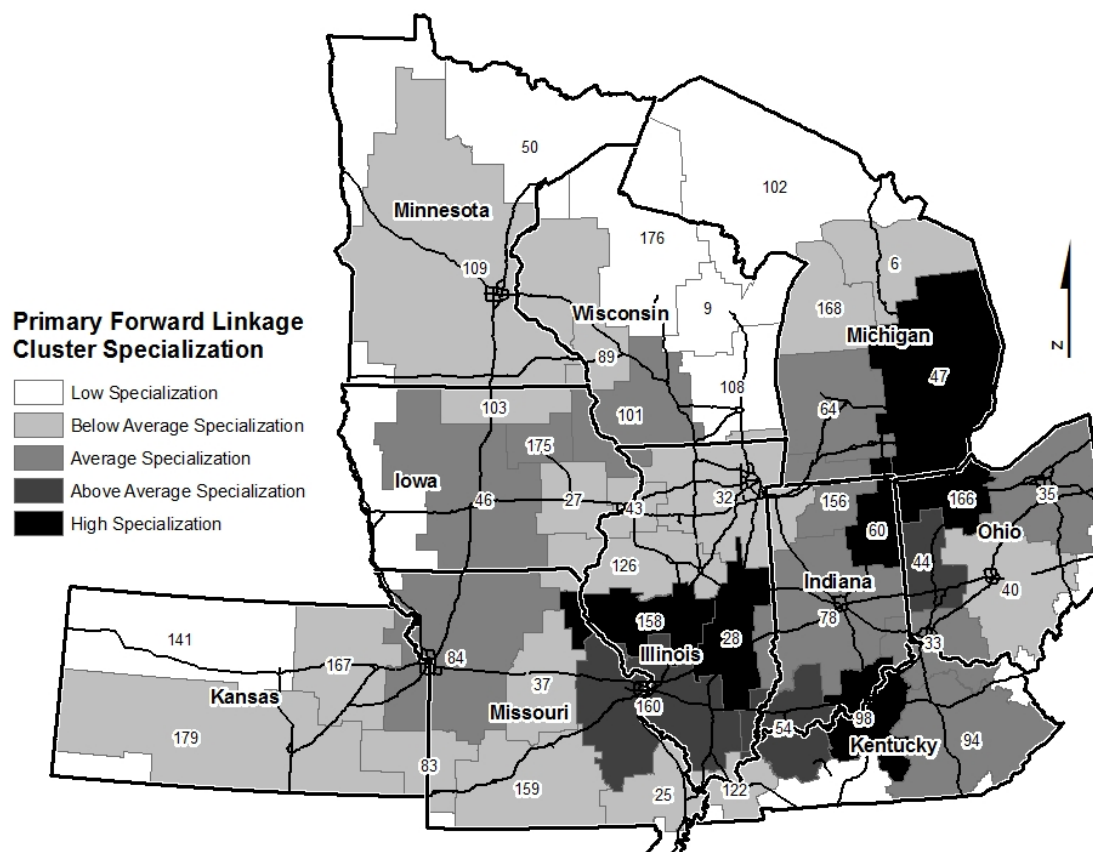 50
102
Minnesota
176
6
109
168
9
Wisconsin
Michigan
Primary Forward Linkage
Cluster Specialization
Low Specialization
Below Average Specialization
Average Specialization
Above Average Specialization
High Specialization
z
89
47
108
103
101
64
175
Iowa
46
27
43
32
156
166
35
60
Ohio
44
126
40
Indiana
158
78
141
28
33
84
Illinois
167
37
Kansas
Missouri
160
54
98
179
Kentucky
94
83
159
25
122